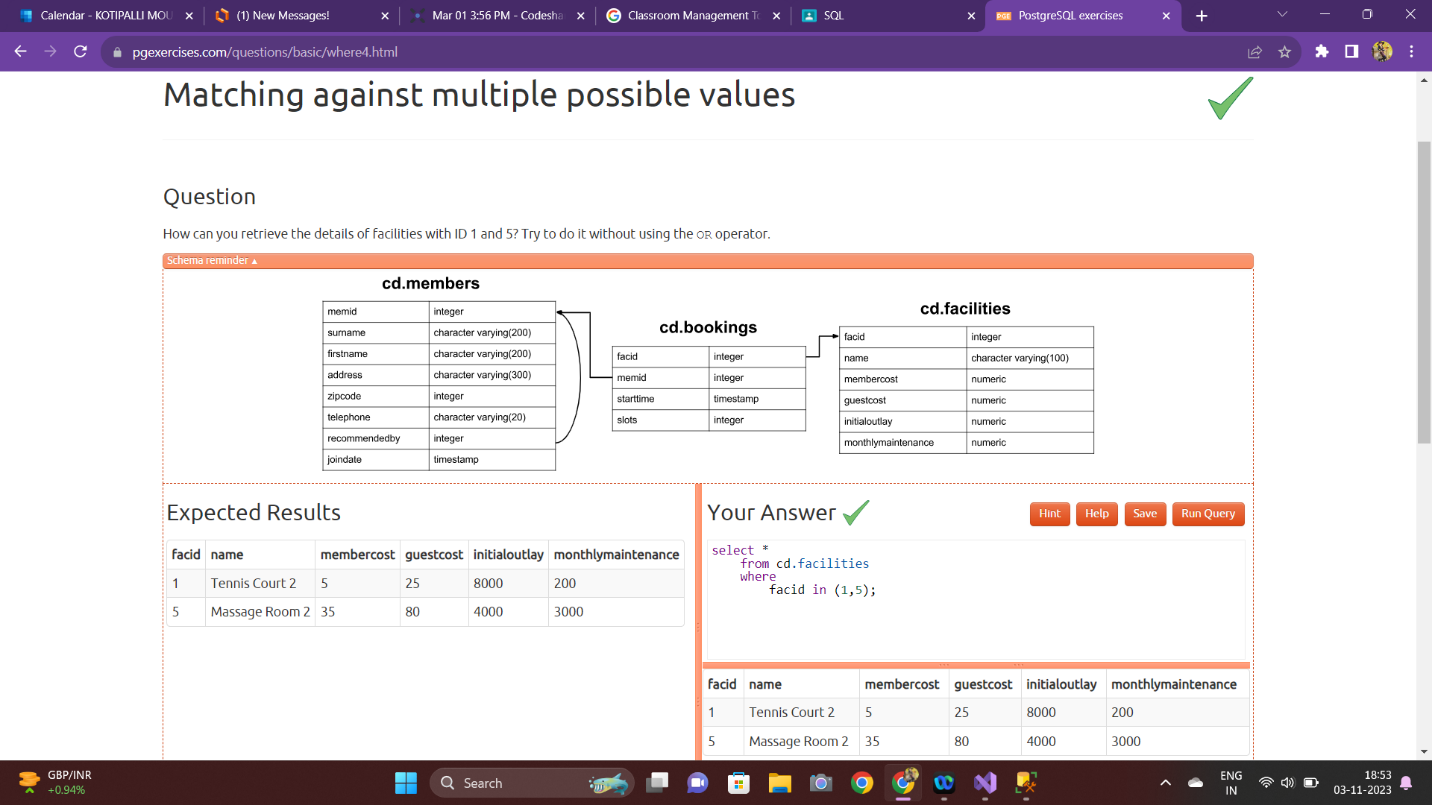 Calendar - KOTIPALLI MOU
(1) New Messages!
Mar 01 3:56 PM - Codesha
Classroom Management To
SQL
PGE PostgreSQL exercises
pgexercises.com/questions/basic/where4.html
Matching against multiple possible values
Question
How can you retrieve the details of facilities with ID 1 and 5? Try to do it without using the OR operator.
Schema reminder ▲
cd.members
memid integer
surname character varying(200)
firstname character varying(200)
address character varying(300)
zipcode integer
telephone character varying(20)
recommendedby integer
joindate timestamp
cd.bookings
facid integer
memid integer
starttime timestamp
slots integer
cd.facilities
facid integer
name character varying(100)
membercost numeric
guestcost numeric
initialoutlay numeric
monthlymaintenance numeric
Expected Results
facid name membercost guestcost initialoutlay monthlymaintenance
1 Tennis Court 2 5 25 8000 200
5 Massage Room 2 35 80 4000 3000
Your Answer
Hint Help Save Run Query
select *
from cd.facilities
where
facid in (1,5);
facid name membercost guestcost initialoutlay monthlymaintenance
1 Tennis Court 2 5 25 8000 200
5 Massage Room 2 35 80 4000 3000
GBP/INR
+0.94%
Search
ENG
IN
18:53
03-11-2023